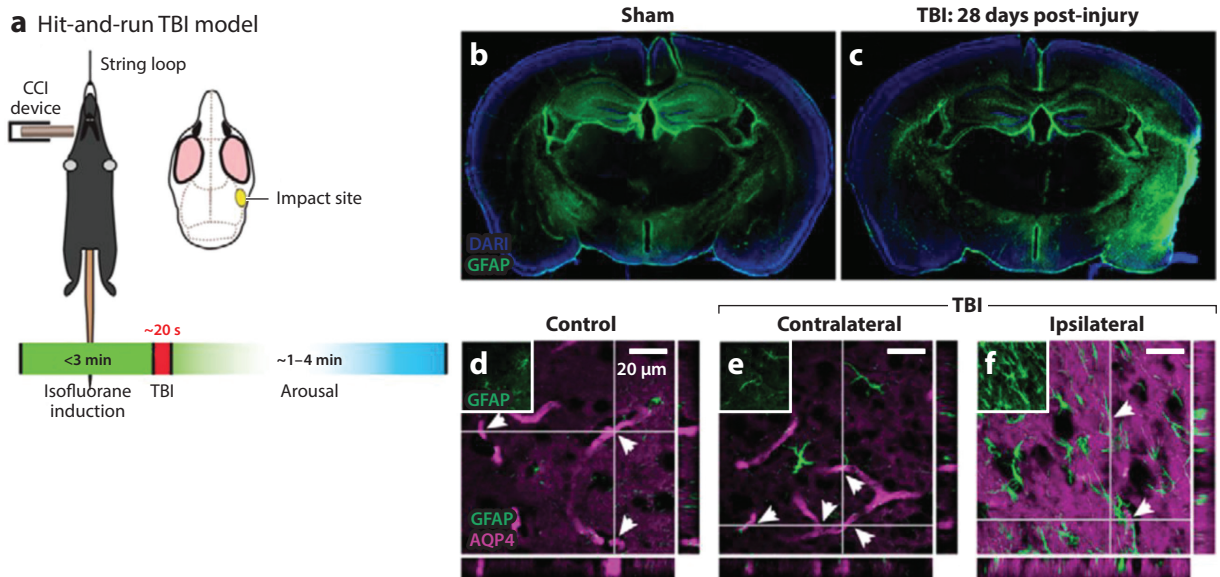 a Hit-and-run TBI model
String loop
CCI
device
Impact site
~20 s
<3 min
~1–4 min
Isofluorane
induction
TBI
Arousal
Sham
TBI: 28 days post-injury
b
c
DARI
GFAP
TBI
Control
Contralateral
Ipsilateral
d
20 µm
GFAP
GFAP
AQP4
e
f